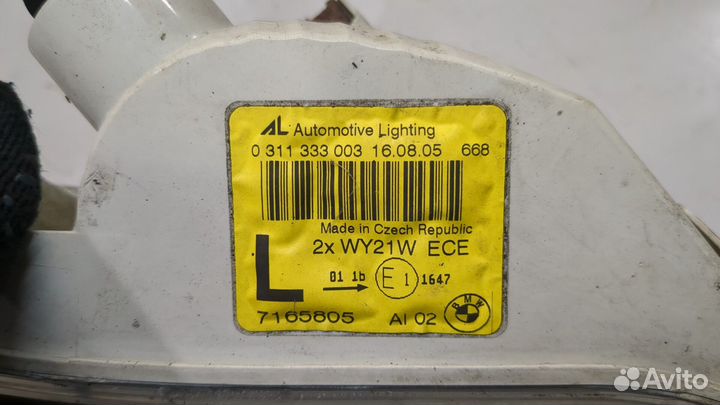 AL Automotive Lighting
0 311 333 003 16.08.05 668
Made in Czech Republic
2x WY21W ECE
L
01 1b E1 1647
7165805 AI 02 BMW
Avito